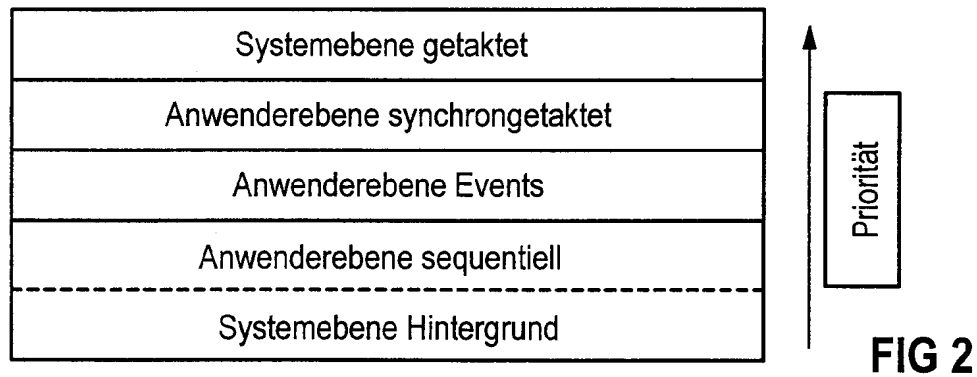 Systemebene getaktet
Anwenderebene synchrongetaktet
Anwenderebene Events
Anwenderebene sequentiell
Systemebene Hintergrund
Priorität
FIG 2